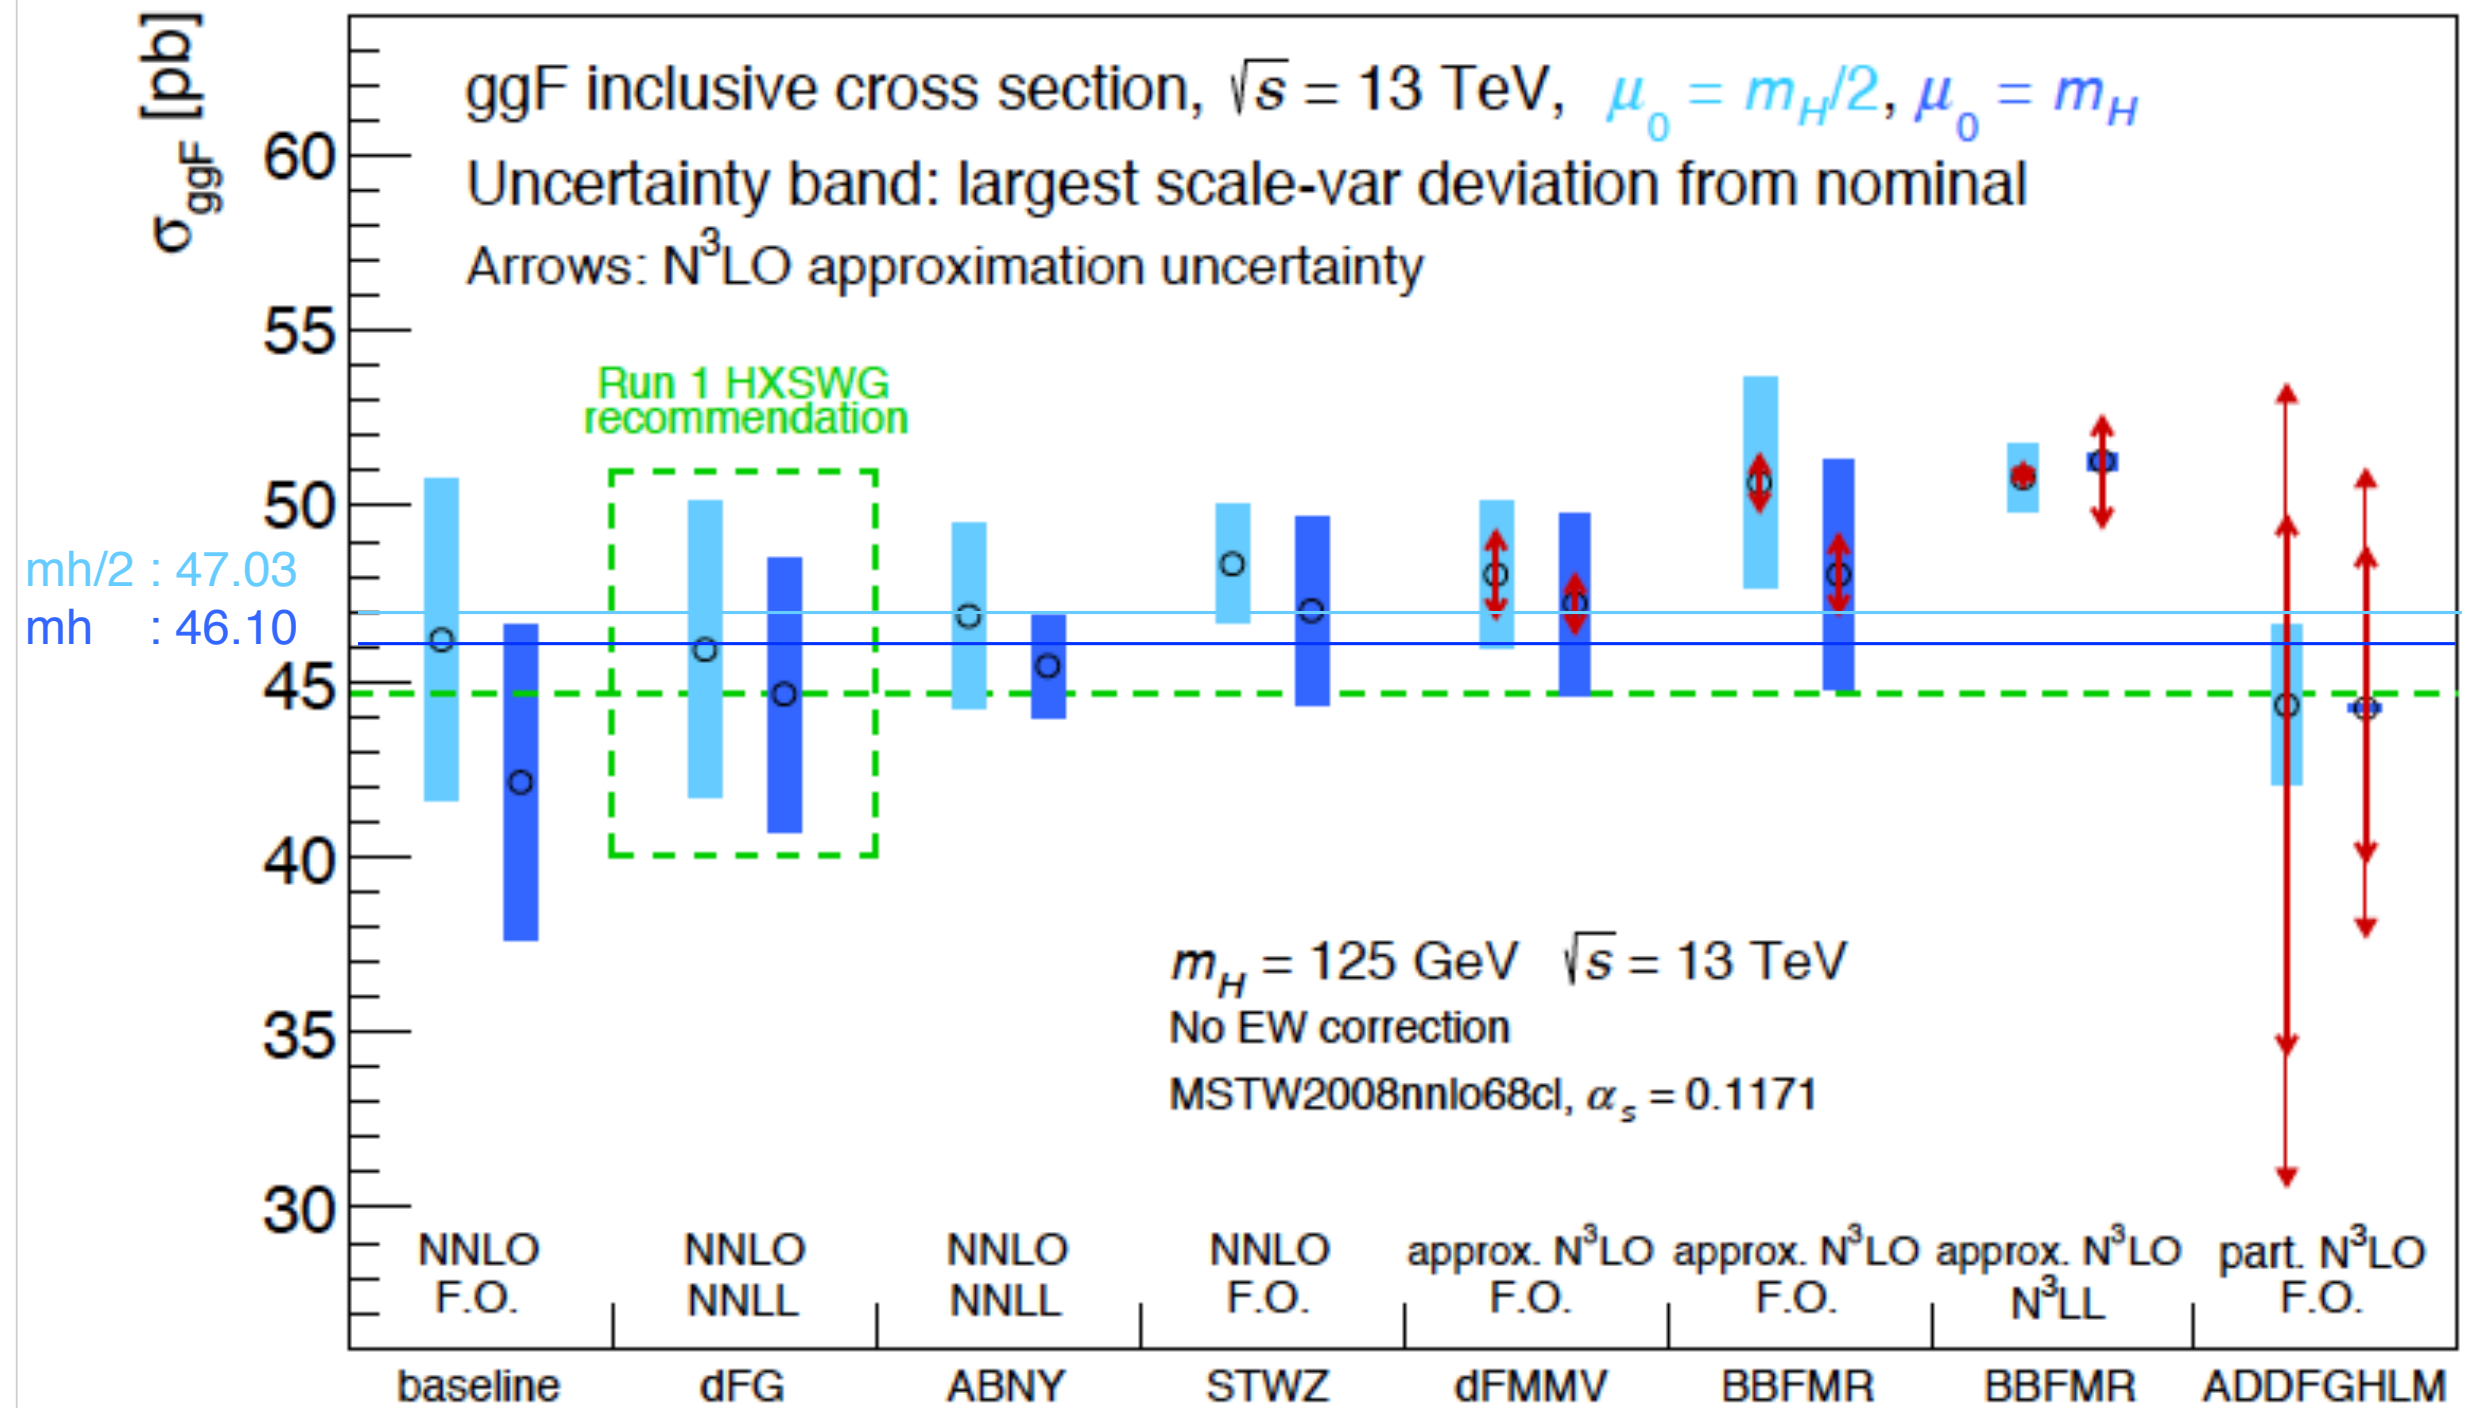 σggF [pb]
ggF inclusive cross section, √s = 13 TeV, μ0 = mH/2, μ0 = mH
Uncertainty band: largest scale-var deviation from nominal
Arrows: N³LO approximation uncertainty
60
55
50
45
40
35
30
Run 1 HXSWG
recommendation
mh/2 : 47.03
mh : 46.10
mH = 125 GeV √s = 13 TeV
No EW correction
MSTW2008nnlo68cl, αs = 0.1171
NNLO
F.O.
NNLO
NNLL
NNLO
NNLL
NNLO
F.O.
approx. N³LO
F.O.
approx. N³LO
F.O.
approx. N³LO
N³LL
part. N³LO
F.O.
baseline
dFG
ABNY
STWZ
dFMMV
BBFMR
BBFMR
ADDFGHLM